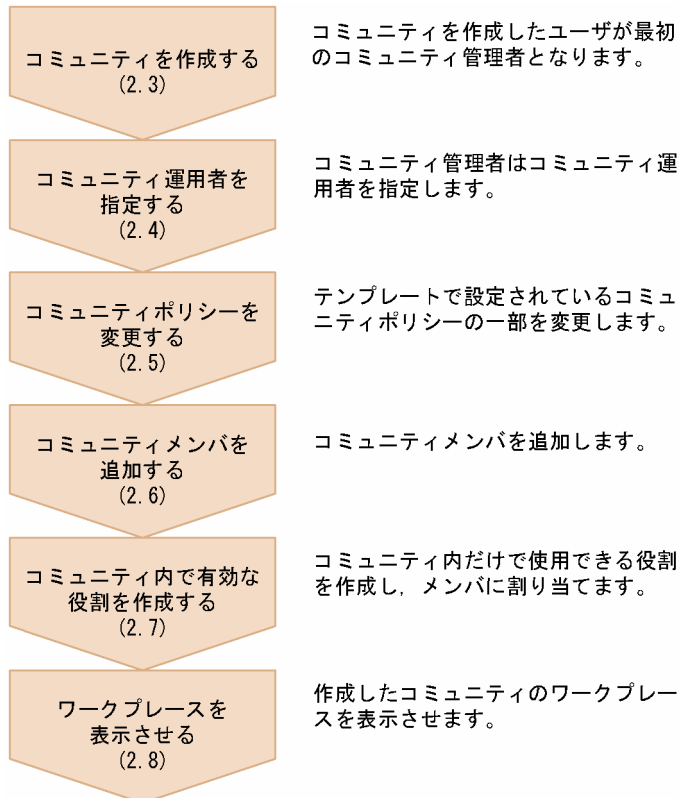 コミュニティを作成する
(2.3)
コミュニティを作成したユーザが最初
のコミュニティ管理者となります。
コミュニティ運用者を
指定する
(2.4)
コミュニティ管理者はコミュニティ運
用者を指定します。
コミュニティポリシーを
変更する
(2.5)
テンプレートで設定されているコミュ
ニティポリシーの一部を変更します。
コミュニティメンバを
追加する
(2.6)
コミュニティメンバを追加します。
コミュニティ内で有効な
役割を作成する
(2.7)
コミュニティ内だけで使用できる役割
を作成し，メンバに割り当てます。
ワークプレースを
表示させる
(2.8)
作成したコミュニティのワークプレー
スを表示させます。